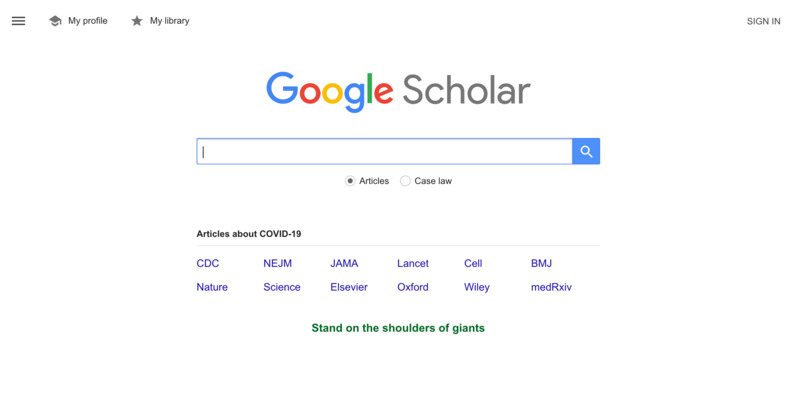 My profile My library SIGN IN
Google Scholar
Articles Case law
Articles about COVID-19
CDC NEJM JAMA Lancet Cell BMJ
Nature Science Elsevier Oxford Wiley medRxiv
Stand on the shoulders of giants